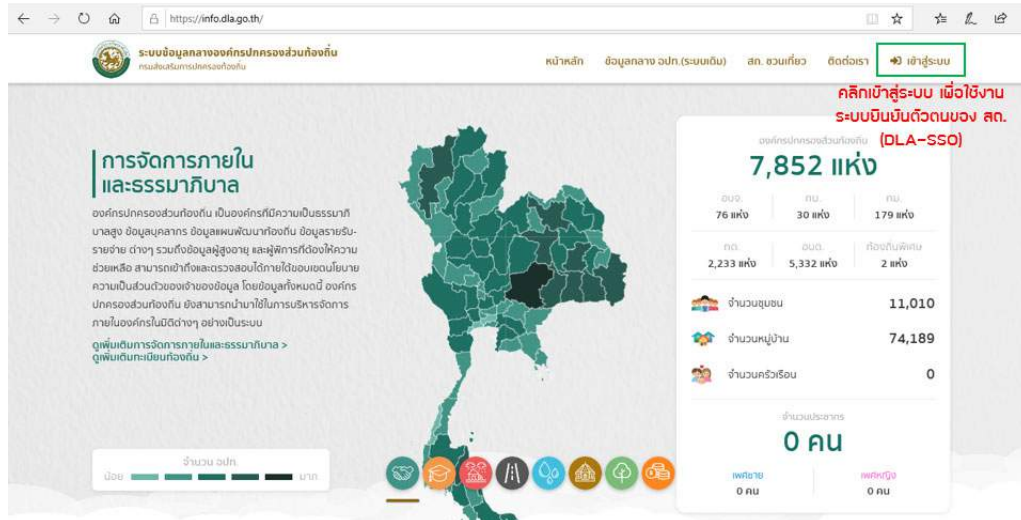 https://info.dla.go.th/
ระบบข้อมูลกลางองค์กรปกครองส่วนท้องถิ่น
กรมส่งเสริมการปกครองท้องถิ่น
หน้าหลัก
ข้อมูลกลาง อปท.(ระบบเดิม)
สถ. ชวนเที่ยว
ติดต่อเรา
เข้าสู่ระบบ
คลิกเข้าสู่ระบบ เพื่อใช้งาน
ระบบยืนยันตัวตนของ สถ.
(DLA-SSO)
การจัดการภายใน
และธรรมาภิบาล
องค์กรปกครองส่วนท้องถิ่น เป็นองค์กรที่มีความเป็นธรรมาภิ
บาลสูง ข้อมูลบุคลากร ข้อมูลแผนพัฒนาท้องถิ่น ข้อมูลรายรับ-
รายจ่าย ต่างๆ รวมถึงข้อมูลผู้สูงอายุ และผู้พิการที่ต้องให้ความ
ช่วยเหลือ สามารถเข้าถึงและตรวจสอบได้ภายใต้ขอบเขตนโยบาย
ความเป็นส่วนตัวของเจ้าของข้อมูล โดยข้อมูลทั้งหมดนี้ องค์กร
ปกครองส่วนท้องถิ่น ยังสามารถนำมาใช้ในการบริหารจัดการ
ภายในองค์กรในมิติต่างๆ อย่างเป็นระบบ
ดูเพิ่มเติมการจัดการภายในและธรรมาภิบาล >
ดูเพิ่มเติมทะเบียนท้องถิ่น >
จำนวน อปท.
น้อย
มาก
องค์กรปกครองส่วนท้องถิ่น
7,852 แห่ง
อบจ. ทน. ทม.
76 แห่ง 30 แห่ง 179 แห่ง
ทต. อบต. ท้องถิ่นพิเศษ
2,233 แห่ง 5,332 แห่ง 2 แห่ง
จำนวนชุมชน 11,010
จำนวนหมู่บ้าน 74,189
จำนวนครัวเรือน 0
จำนวนประชากร
0 คน
เพศชาย เพศหญิง
0 คน 0 คน